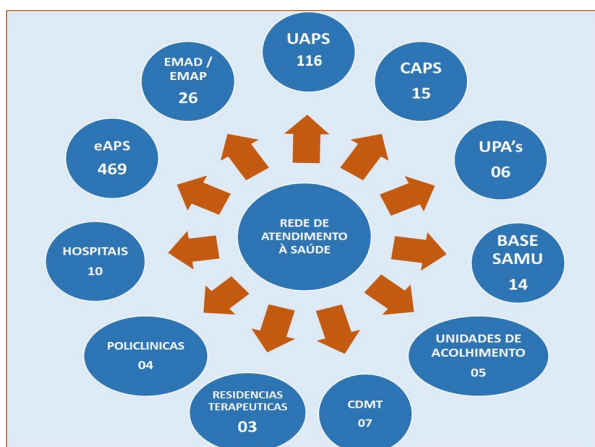 UAPS
116
CAPS
15
UPA's
06
BASE
SAMU
14
UNIDADES
DE ACOLHIMENTO
05
CDMT
07
RESIDENCIAS
TERAPEUTICAS
03
POLICLINICAS
04
HOSPITAIS
10
eAPS
469
EMAD /
EMAP
26
REDE DE
ATENDIMENTO
À SAÚDE